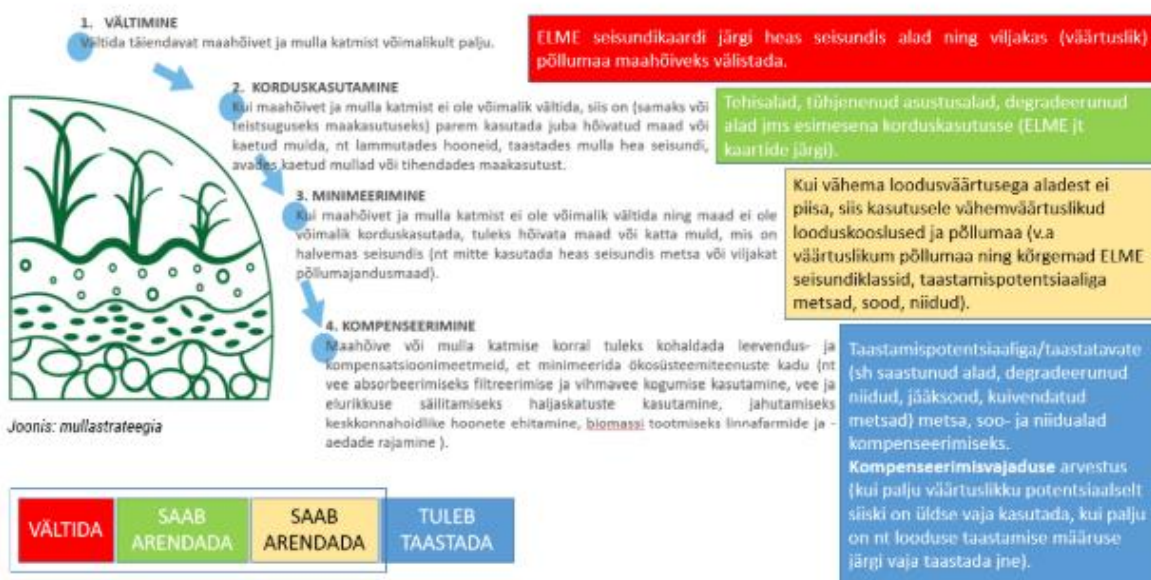 1. VÄLTIMINE
Vältida täiendavat maahõivet ja mulla katmist võimalikult palju.
ELME seisundikaardi järgi heas seisundis alad ning viljakas (väärtuslik)
põllumaa maahõiveks välistada.
2. KORDUSKASUTAMINE
Kui maahõivet ja mulla katmist ei ole võimalik vältida, siis on (samaks või
teistsuguseks maakasutuseks) parem kasutada juba hõivatud maad või
kaetud mulda, nt lammutades hooneid, taastades mulla hea seisundi,
avades kaetud mullad või tihendades maakasutust.
Tehisalad, tühjenenud asustusalad, degradeerunud
alad jms esimesena korduskasutusse (ELME jt
kaartide järgi).
3. MINIMEERIMINE
Kui maahõivet ja mulla katmist ei ole võimalik vältida ning maad ei ole
võimalik korduskasutada, tuleks hõivata maad või katta muld, mis on
halvemas seisundis (nt mitte kasutada heas seisundis metsa või viljakat
põllumajandusmaad).
Kui vähema loodusväärtusega aladest ei
piisa, siis kasutusele vähemväärtuslikud
looduskooslused ja põllumaa (v.a
väärtuslikum põllumaa ning kõrgemad ELME
seisundiklassid, taastamispotentsiaaliga
metsad, sood, niidud).
4. KOMPENSEERIMINE
Maahõive või mulla katmise korral tuleks kohaldada leevendus- ja
kompensatsioonimeetmeid, et minimeerida ökosüsteemiteenuste kadu (nt
vee absorbeerimiseks filtreerimise ja vihmavee kogumise kasutamine, vee ja
elurikkuse säilitamiseks haljaskatuste kasutamine, jahutamiseks
keskkonnahoidlike hoonete ehitamine, biomassi tootmiseks linnafarmide ja -
aedade rajamine ).
Taastamispotentsiaaliga/taastatavate
(sh saastunud alad, degradeerunud
niidud, jääksood, kuivendatud
metsad) metsa, soo- ja niidualad
kompenseerimiseks.
Kompenseerimisvajaduse arvestus
(kui palju väärtuslikku potentsiaalselt
siiski on üldse vaja kasutada, kui palju
on nt looduse taastamise määruse
järgi vaja taastada jne).
Joonis: mullastrateegia
VÄLTIDA
SAAB
ARENDADA
SAAB
ARENDADA
TULEB
TAASTADA